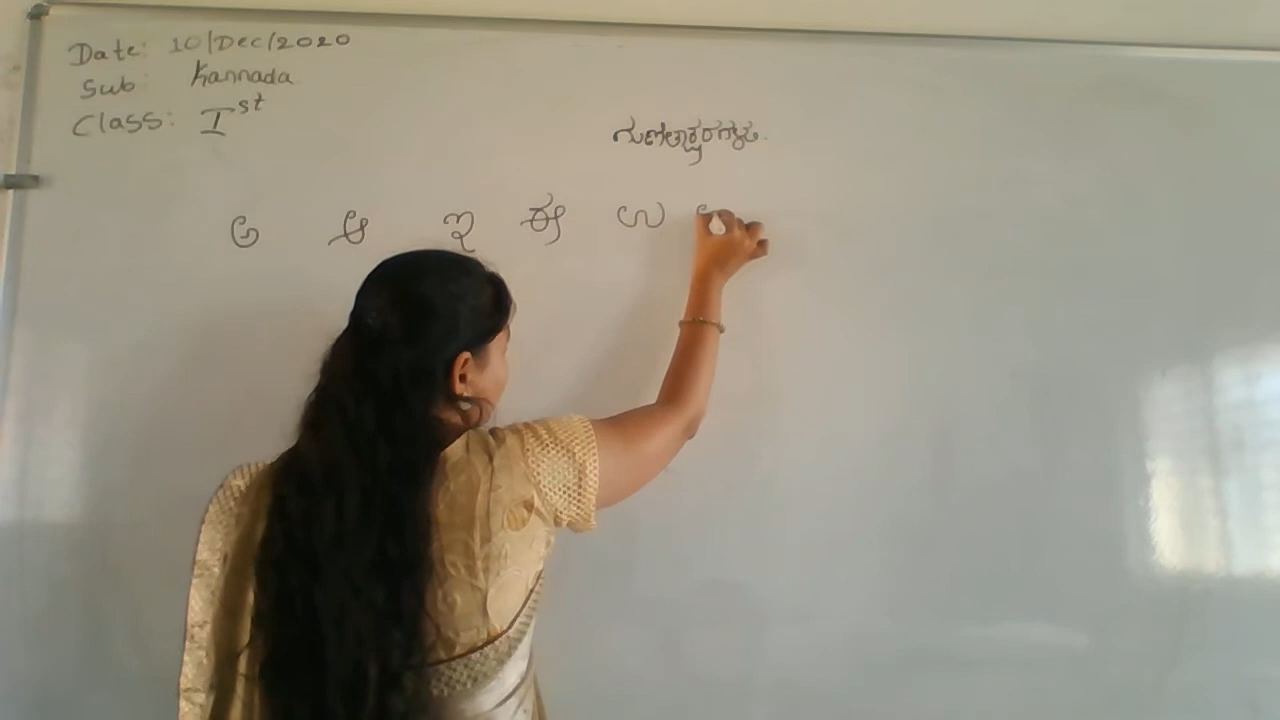 Date: 10/Dec/2020
Sub: Kannada
Class: Ist
ಗುಣಿತಾಕ್ಷರಗಳು.
ಅ ಆ ಇ ಈ ಉ